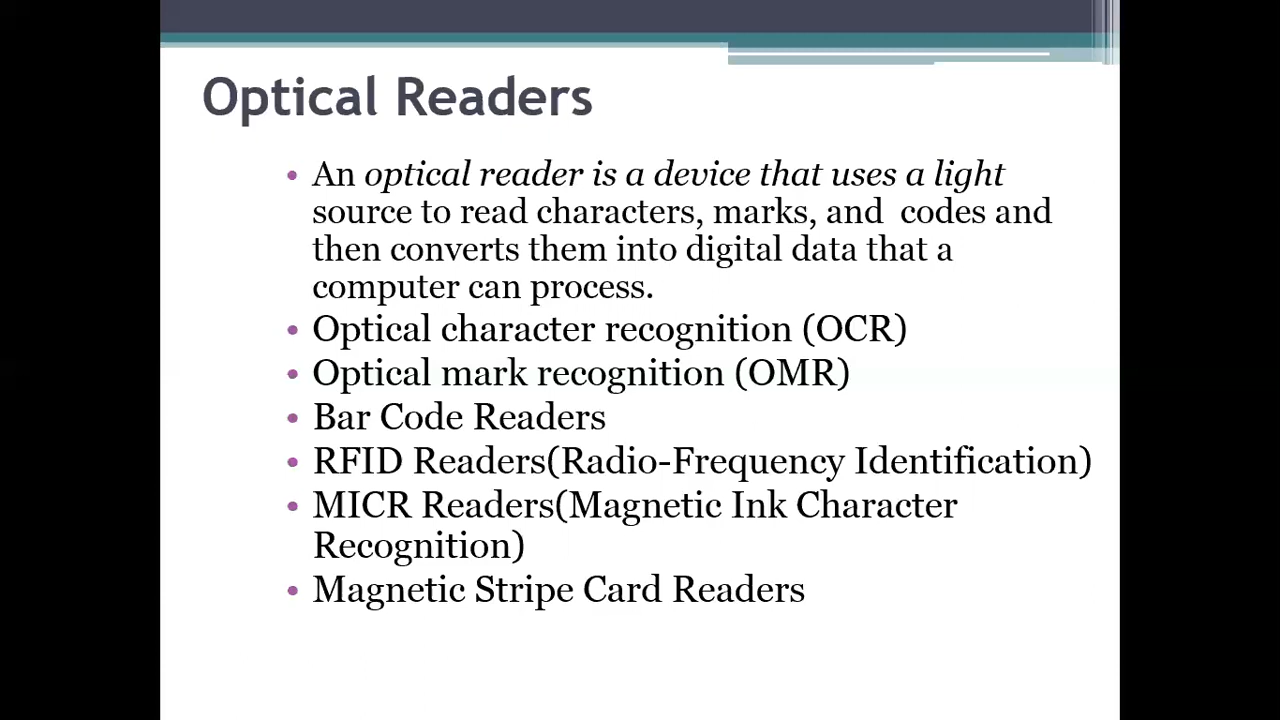 Optical Readers
• An optical reader is a device that uses a light
source to read characters, marks, and  codes and
then converts them into digital data that a
computer can process.
• Optical character recognition (OCR)
• Optical mark recognition (OMR)
• Bar Code Readers
• RFID Readers(Radio-Frequency Identification)
• MICR Readers(Magnetic Ink Character
Recognition)
• Magnetic Stripe Card Readers